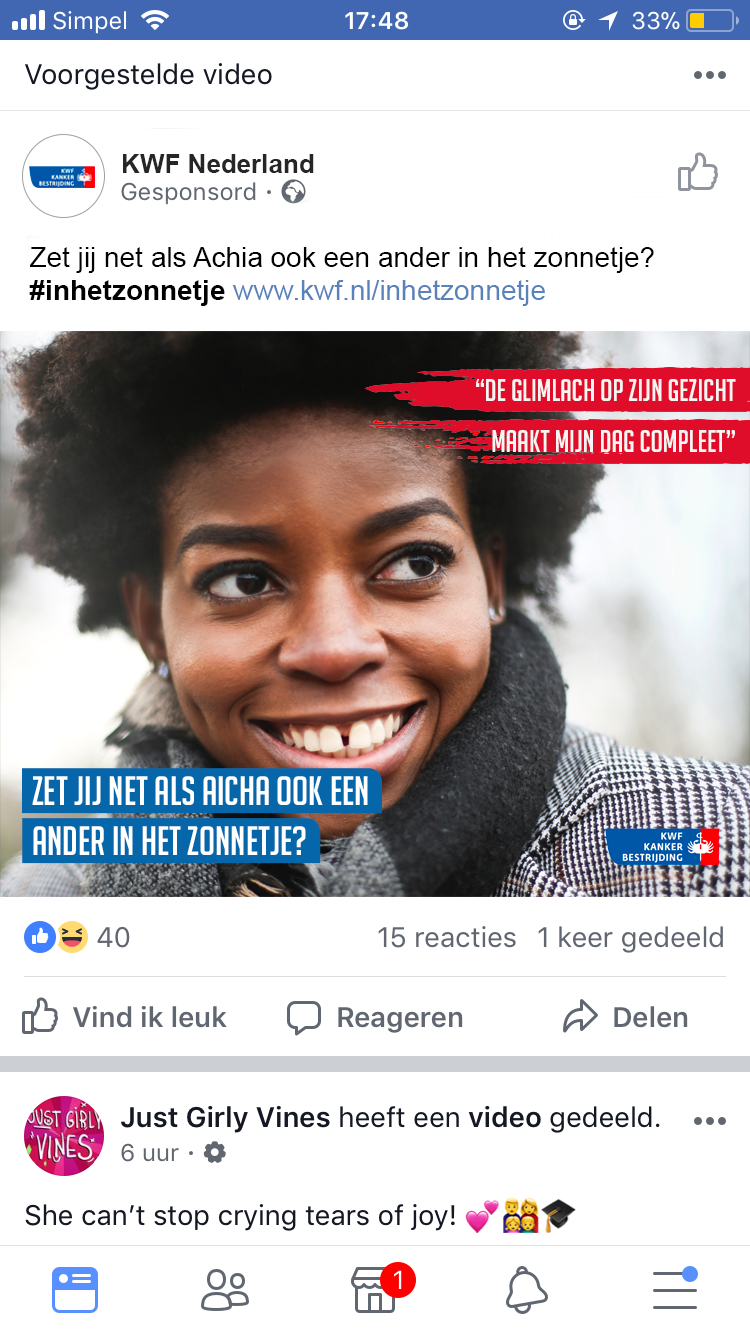 Simpel 17:48 33%
Voorgestelde video
KWF
KANKER
BESTRIJDING
KWF Nederland
Gesponsord
Zet jij net als Achia ook een ander in het zonnetje?
#inhetzonnetje www.kwf.nl/inhetzonnetje
“DE GLIMLACH OP ZIJN GEZICHT
MAAKT MIJN DAG COMPLEET”
ZET JIJ NET ALS AICHA OOK EEN
ANDER IN HET ZONNETJE?
KWF
KANKER
BESTRIJDING
40 15 reacties 1 keer gedeeld
Vind ik leuk Reageren Delen
JUST GIRLY
VINES
Just Girly Vines heeft een video gedeeld.
6 uur
She can’t stop crying tears of joy! 💕👨‍👩‍👧‍👦🎓
1